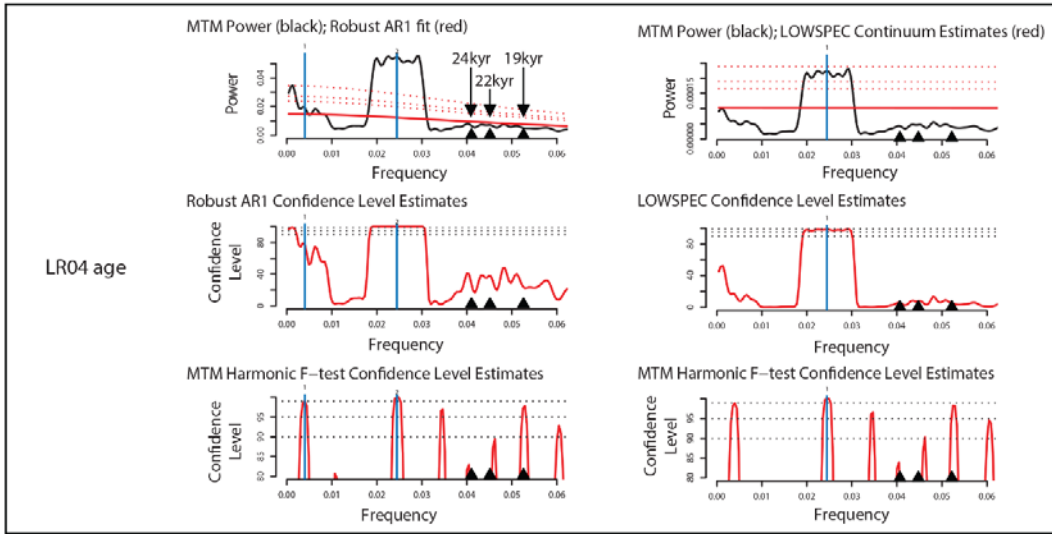 MTM Power (black); Robust AR1 fit (red)
24kyr
19kyr
22kyr
Power
0.00 0.02 0.04
0.00 0.01 0.02 0.03 0.04 0.05 0.06
Frequency
MTM Power (black); LOWSPEC Continuum Estimates (red)
Power
0.00000 0.00015
0.00 0.01 0.02 0.03 0.04 0.05 0.06
Frequency
LR04 age
Robust AR1 Confidence Level Estimates
Confidence
Level
0 40 80
0.00 0.01 0.02 0.03 0.04 0.05 0.06
Frequency
LOWSPEC Confidence Level Estimates
Confidence
Level
0 40 80
0.00 0.01 0.02 0.03 0.04 0.05 0.06
Frequency
MTM Harmonic F−test Confidence Level Estimates
Confidence
Level
80 85 90 95
0.00 0.01 0.02 0.03 0.04 0.05 0.06
Frequency
MTM Harmonic F−test Confidence Level Estimates
Confidence
Level
80 85 90 95
0.00 0.01 0.02 0.03 0.04 0.05 0.06
Frequency